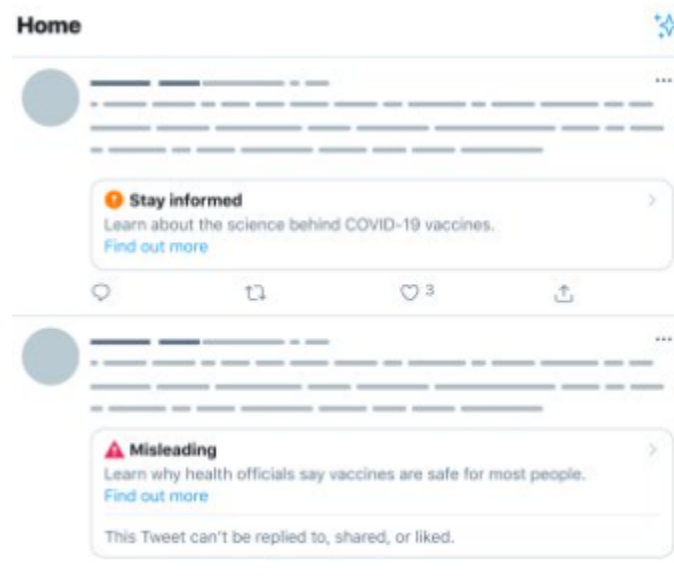 Home
Stay informed
Learn about the science behind COVID-19 vaccines.
Find out more
3
Misleading
Learn why health officials say vaccines are safe for most people.
Find out more
This Tweet can't be replied to, shared, or liked.